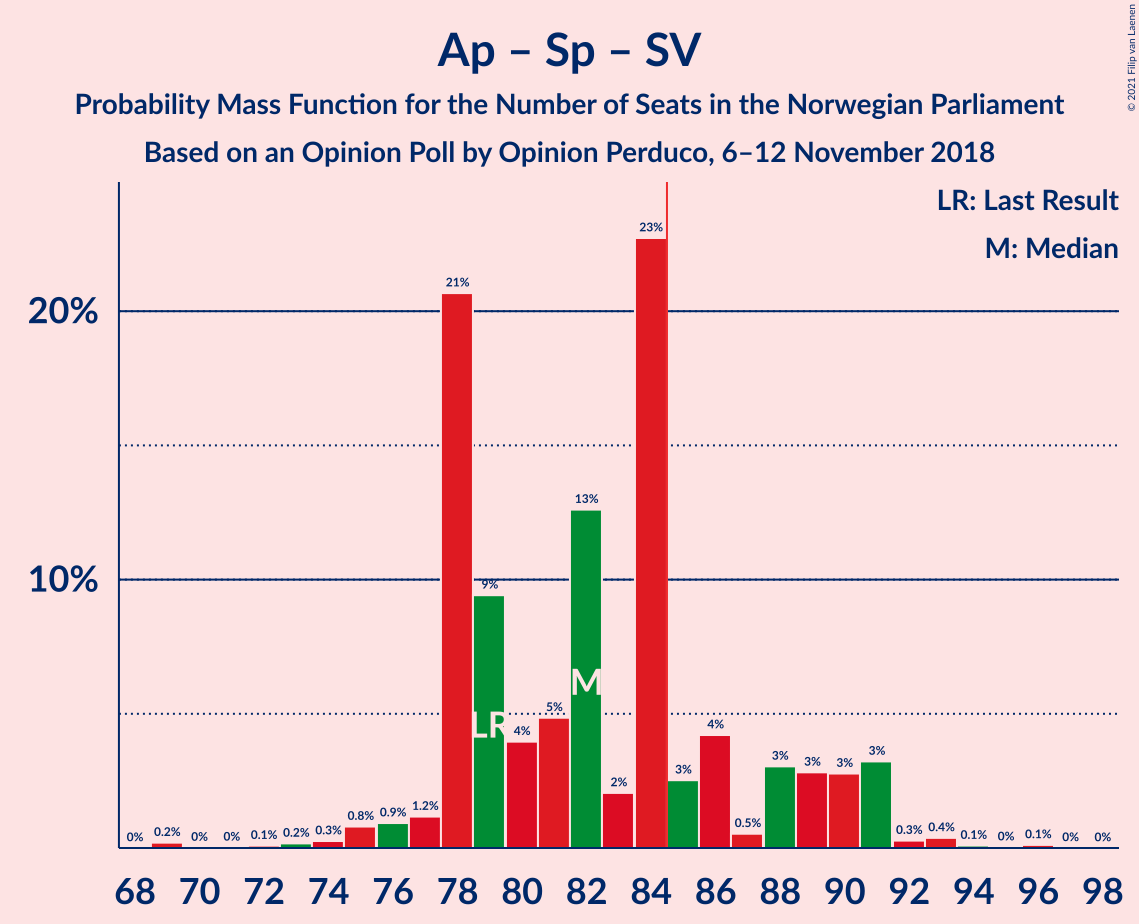 Ap – Sp – SV
Probability Mass Function for the Number of Seats in the Norwegian Parliament
Based on an Opinion Poll by Opinion Perduco, 6–12 November 2018
© 2021 Filip van Laenen
LR: Last Result
M: Median
20%
10%
0% 0.2% 0% 0% 0.1% 0.2% 0.3% 0.8% 0.9% 1.2% 21% 9% 4% 5% 13% 2% 23% 3% 4% 0.5% 3% 3% 3% 3% 0.3% 0.4% 0.1% 0% 0.1% 0% 0%
LR
M
68 70 72 74 76 78 80 82 84 86 88 90 92 94 96 98